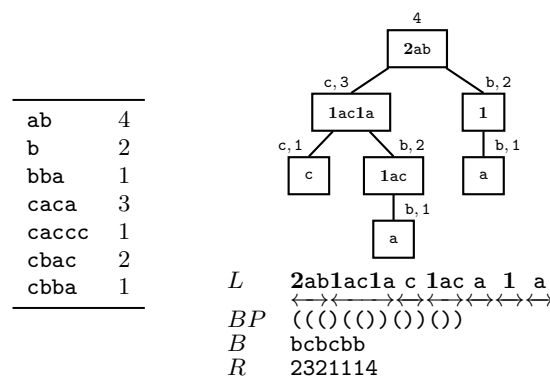 ab 4
b 2
bba 1
caca 3
caccc 1
cbac 2
cbba 1
4
2ab
c, 3
b, 2
1ac1a
1
c, 1
b, 2
b, 1
c
1ac
a
b, 1
a
L 2ab1ac1a c 1ac a 1 a
BP ((()(())())())
B bcbcbb
R 2321114